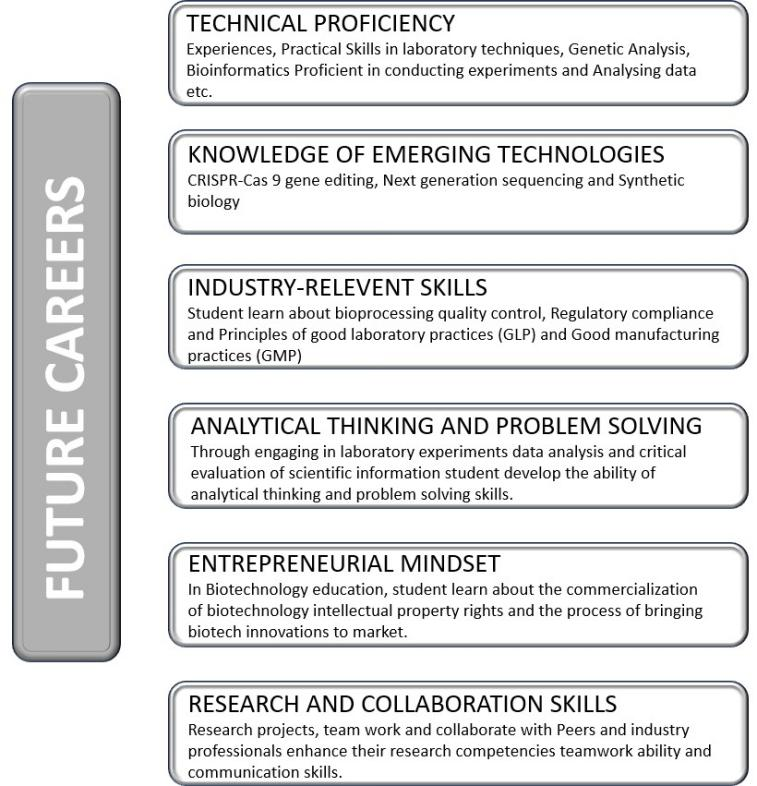 FUTURE CAREERS
TECHNICAL PROFICIENCY
Experiences, Practical Skills in laboratory techniques, Genetic Analysis,
Bioinformatics Proficient in conducting experiments and Analysing data
etc.
KNOWLEDGE OF EMERGING TECHNOLOGIES
CRISPR-Cas 9 gene editing, Next generation sequencing and Synthetic
biology
INDUSTRY-RELEVENT SKILLS
Student learn about bioprocessing quality control, Regulatory compliance
and Principles of good laboratory practices (GLP) and Good manufacturing
practices (GMP)
ANALYTICAL THINKING AND PROBLEM SOLVING
Through engaging in laboratory experiments data analysis and critical
evaluation of scientific information student develop the ability of
analytical thinking and problem solving skills.
ENTREPRENEURIAL MINDSET
In Biotechnology education, student learn about the commercialization
of biotechnology intellectual property rights and the process of bringing
biotech innovations to market.
RESEARCH AND COLLABORATION SKILLS
Research projects, team work and collaborate with Peers and industry
professionals enhance their research competencies teamwork ability and
communication skills.